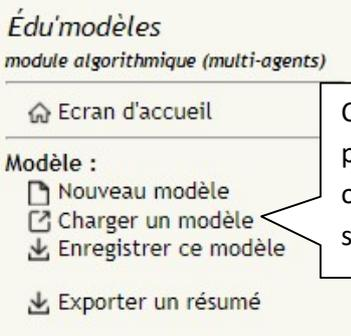 Édu'modèles
module algorithmique (multi-agents)
Ecran d'accueil
Modèle :
Nouveau modèle
Charger un modèle
Enregistrer ce modèle
Exporter un résumé